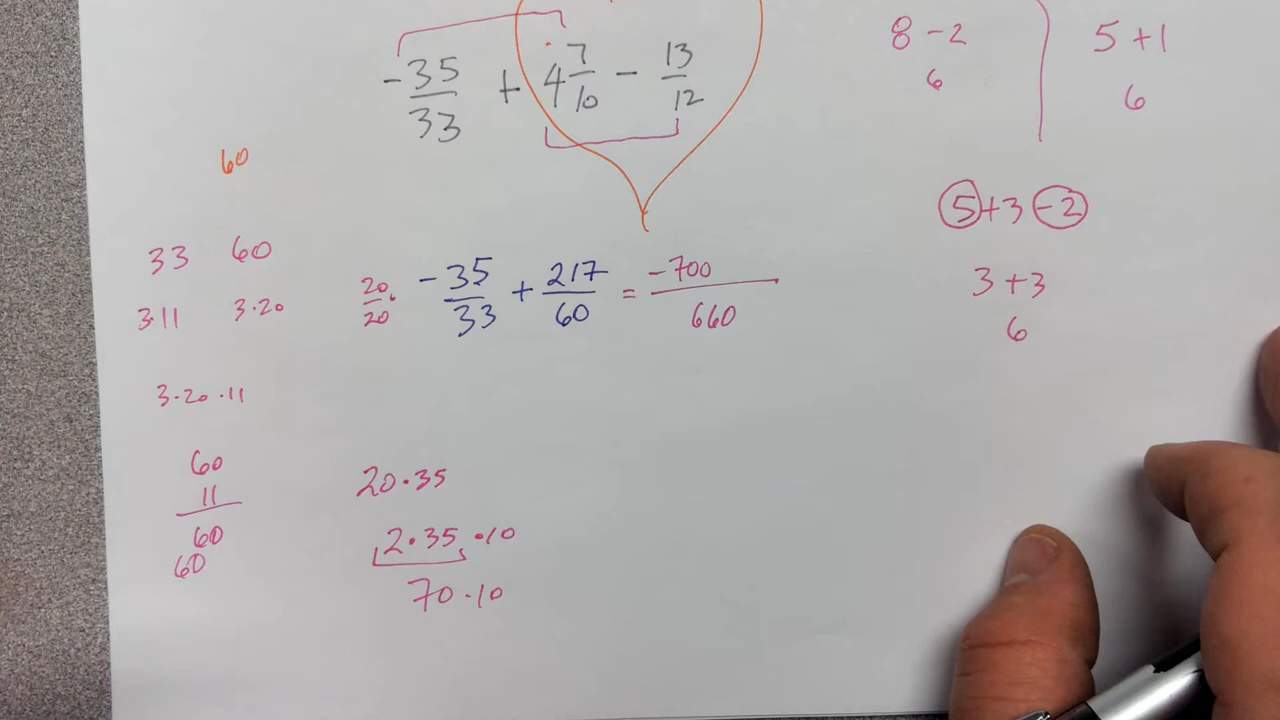 -35/33 + 4 7/10 - 13/12
8 - 2
6
5 + 1
6
60
5 + 3 - 2
3 + 3
6
33 60
3·11 3·20
20/20 · -35/33 + 217/60 = -700/660
3·20·11
60
11
60
60
20·35
2·35·10
70·10